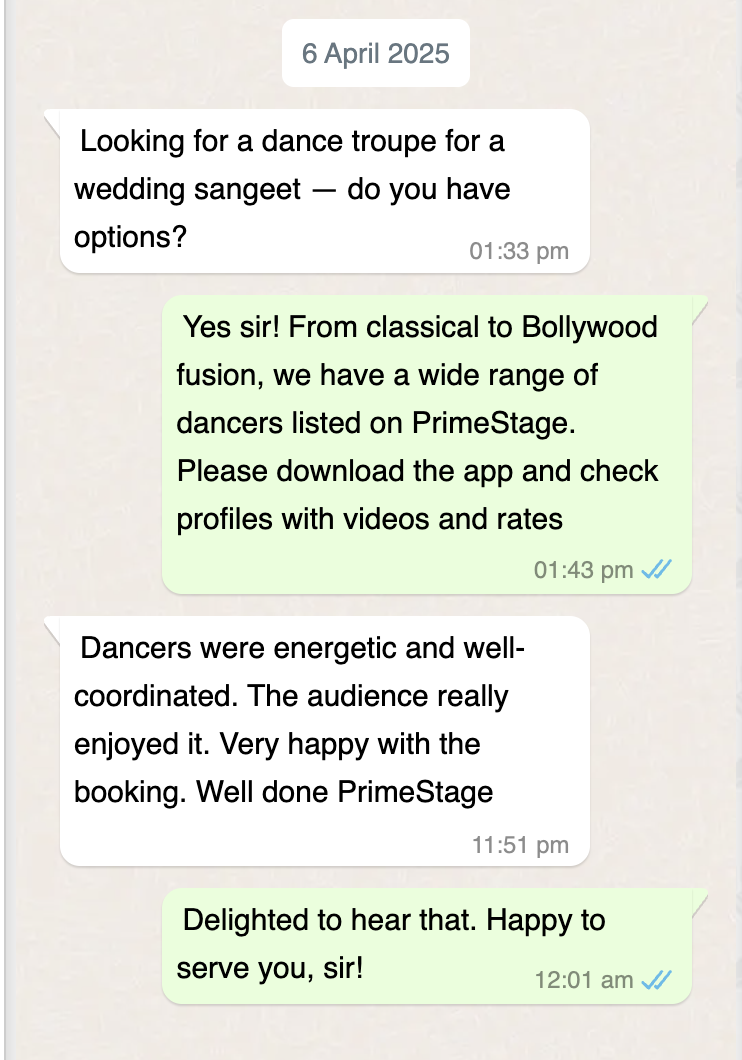 6 April 2025
Looking for a dance troupe for a
wedding sangeet — do you have
options?
01:33 pm
Yes sir! From classical to Bollywood
fusion, we have a wide range of
dancers listed on PrimeStage.
Please download the app and check
profiles with videos and rates
01:43 pm
Dancers were energetic and well-
coordinated. The audience really
enjoyed it. Very happy with the
booking. Well done PrimeStage
11:51 pm
Delighted to hear that. Happy to
serve you, sir!
12:01 am